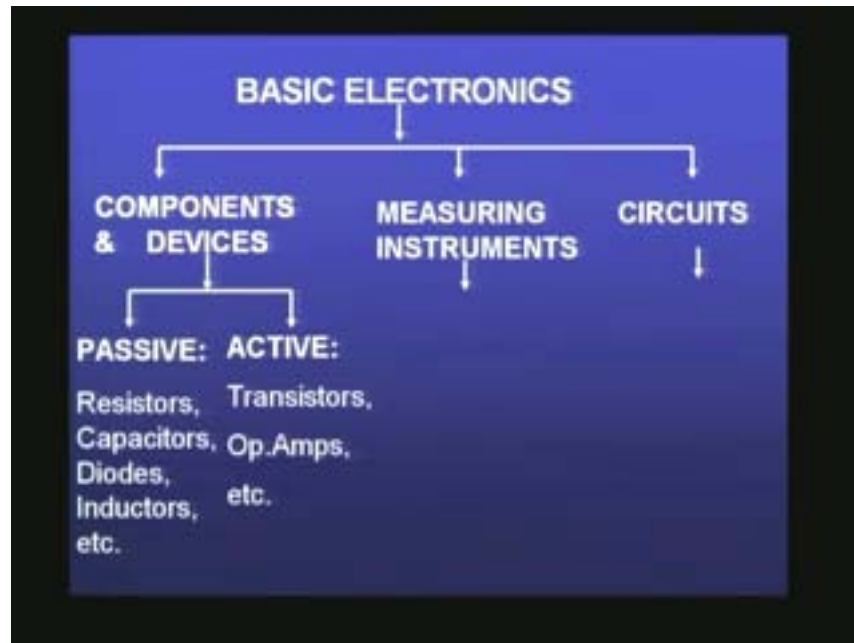 BASIC ELECTRONICS
COMPONENTS
& DEVICES
MEASURING
INSTRUMENTS
CIRCUITS
PASSIVE:
Resistors,
Capacitors,
Diodes,
Inductors,
etc.
ACTIVE:
Transistors,
Op.Amps,
etc.